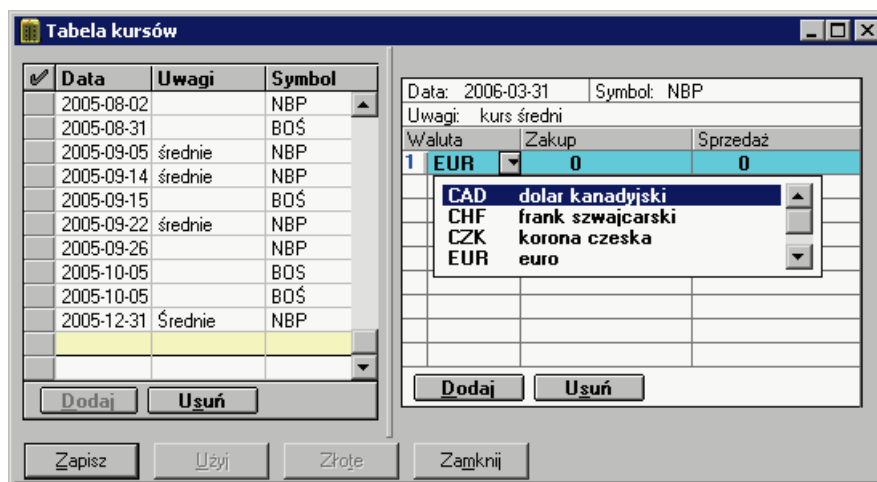 Tabela kursów
Data Uwagi Symbol
2005-08-02 NBP
2005-08-31 BOŚ
2005-09-05 średnie NBP
2005-09-14 średnie NBP
2005-09-15 BOŚ
2005-09-22 średnie NBP
2005-09-26 NBP
2005-10-05 BOŚ
2005-10-05 BOŚ
2005-12-31 Średnie NBP
Dodaj Usuń
Data: 2006-03-31 Symbol: NBP
Uwagi: kurs średni
Waluta Zakup Sprzedaż
1 EUR 0 0
CAD dolar kanadyjski
CHF frank szwajcarski
CZK korona czeska
EUR euro
Dodaj Usuń
Zapisz Użyj Złote Zamknij